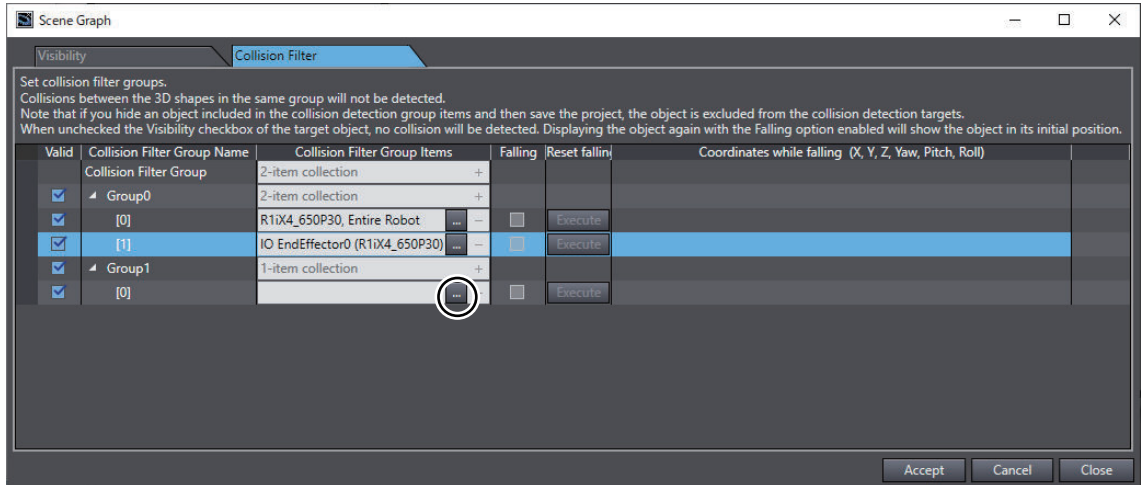 Scene Graph
Visibility Collision Filter
Set collision filter groups.
Collisions between the 3D shapes in the same group will not be detected.
Note that if you hide an object included in the collision detection group items and then save the project, the object is excluded from the collision detection targets.
When unchecked the Visibility checkbox of the target object, no collision will be detected. Displaying the object again with the Falling option enabled will show the object in its initial position.
Valid Collision Filter Group Name Collision Filter Group Items Falling Reset fallin Coordinates while falling (X, Y, Z, Yaw, Pitch, Roll)
Collision Filter Group 2-item collection +
Group0 2-item collection +
[0] R1iX4_650P30, Entire Robot ... - Execute
[1] IO EndEffector0 (R1iX4_650P30) ... - Execute
Group1 1-item collection +
[0] ... Execute
Accept Cancel Close